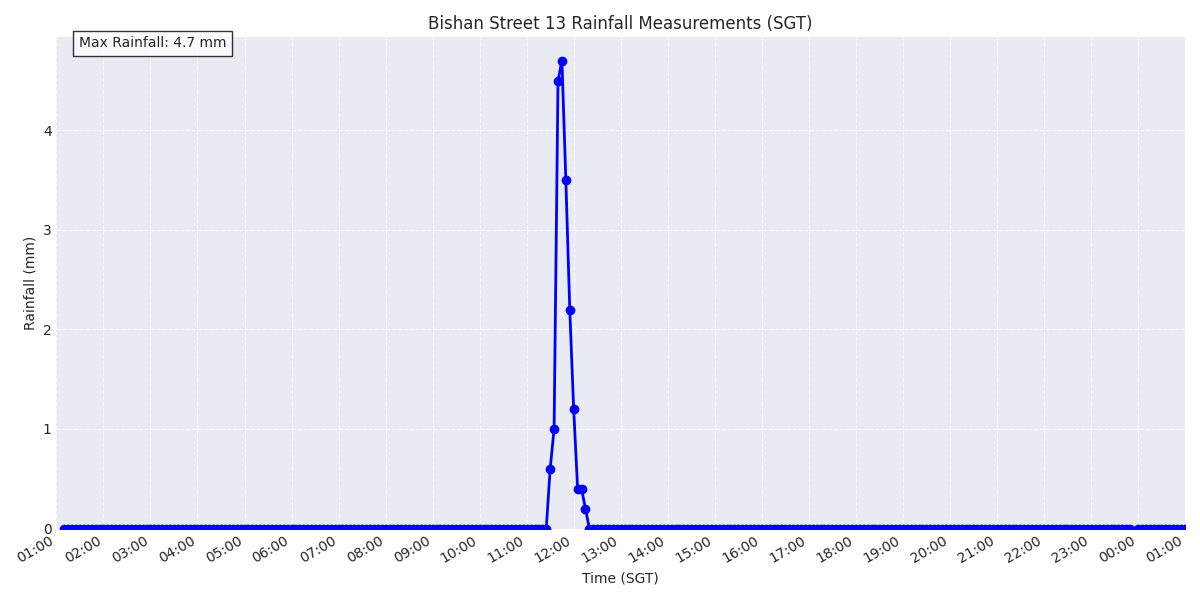 Bishan Street 13 Rainfall Measurements (SGT)
Max Rainfall: 4.7 mm
Rainfall (mm)
4
3
2
1
0
01:00 02:00 03:00 04:00 05:00 06:00 07:00 08:00 09:00 10:00 11:00 12:00 13:00 14:00 15:00 16:00 17:00 18:00 19:00 20:00 21:00 22:00 23:00 00:00 01:00
Time (SGT)